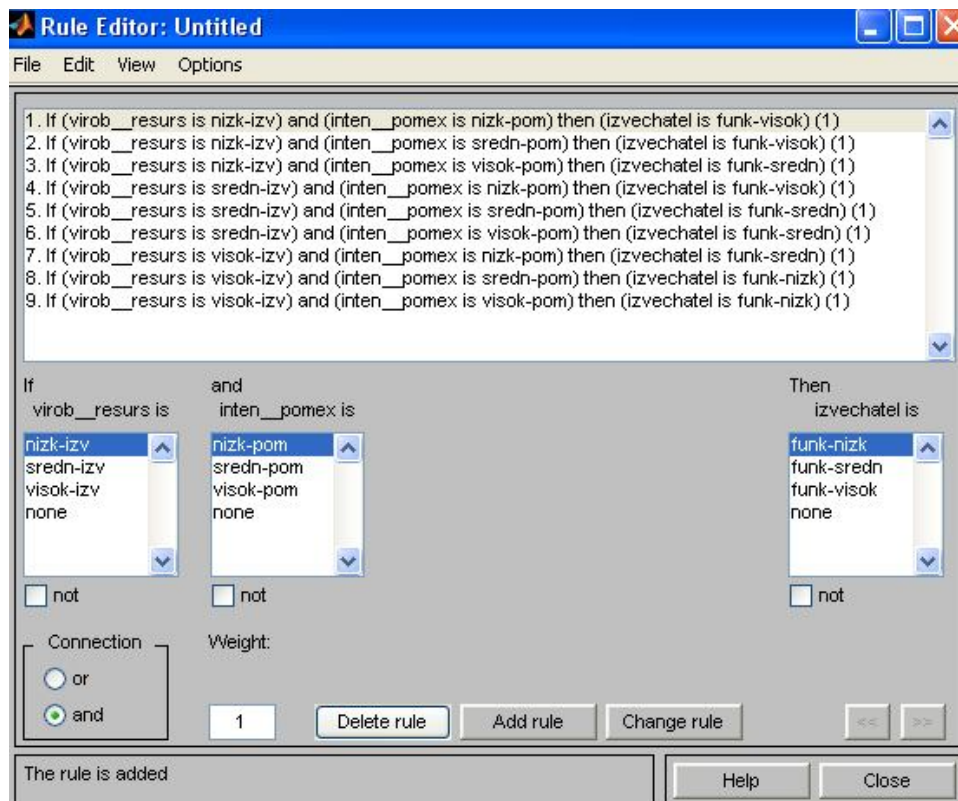 Rule Editor: Untitled
File Edit View Options
1. If (virob__resurs is nizk-izv) and (inten__pomex is nizk-pom) then (izvechatel is funk-visok) (1)
2. If (virob__resurs is nizk-izv) and (inten__pomex is sredn-pom) then (izvechatel is funk-visok) (1)
3. If (virob__resurs is nizk-izv) and (inten__pomex is visok-pom) then (izvechatel is funk-sredn) (1)
4. If (virob__resurs is sredn-izv) and (inten__pomex is nizk-pom) then (izvechatel is funk-visok) (1)
5. If (virob__resurs is sredn-izv) and (inten__pomex is sredn-pom) then (izvechatel is funk-sredn) (1)
6. If (virob__resurs is sredn-izv) and (inten__pomex is visok-pom) then (izvechatel is funk-sredn) (1)
7. If (virob__resurs is visok-izv) and (inten__pomex is nizk-pom) then (izvechatel is funk-sredn) (1)
8. If (virob__resurs is visok-izv) and (inten__pomex is sredn-pom) then (izvechatel is funk-nizk) (1)
9. If (virob__resurs is visok-izv) and (inten__pomex is visok-pom) then (izvechatel is funk-nizk) (1)
If and Then
virob__resurs is inten__pomex is izvechatel is
nizk-izv nizk-pom funk-nizk
sredn-izv sredn-pom funk-sredn
visok-izv visok-pom funk-visok
none none none
not not not
Connection Weight:
or
and 1 Delete rule Add rule Change rule << >>
The rule is added Help Close